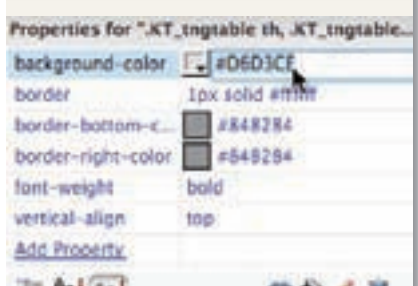 Properties for ".KT_tngtable th, .KT_tngtable...
background-color #D6D3CE
border 1px solid #ffffff
border-bottom-c... #848284
border-right-color #848284
font-weight bold
vertical-align top
Add Property